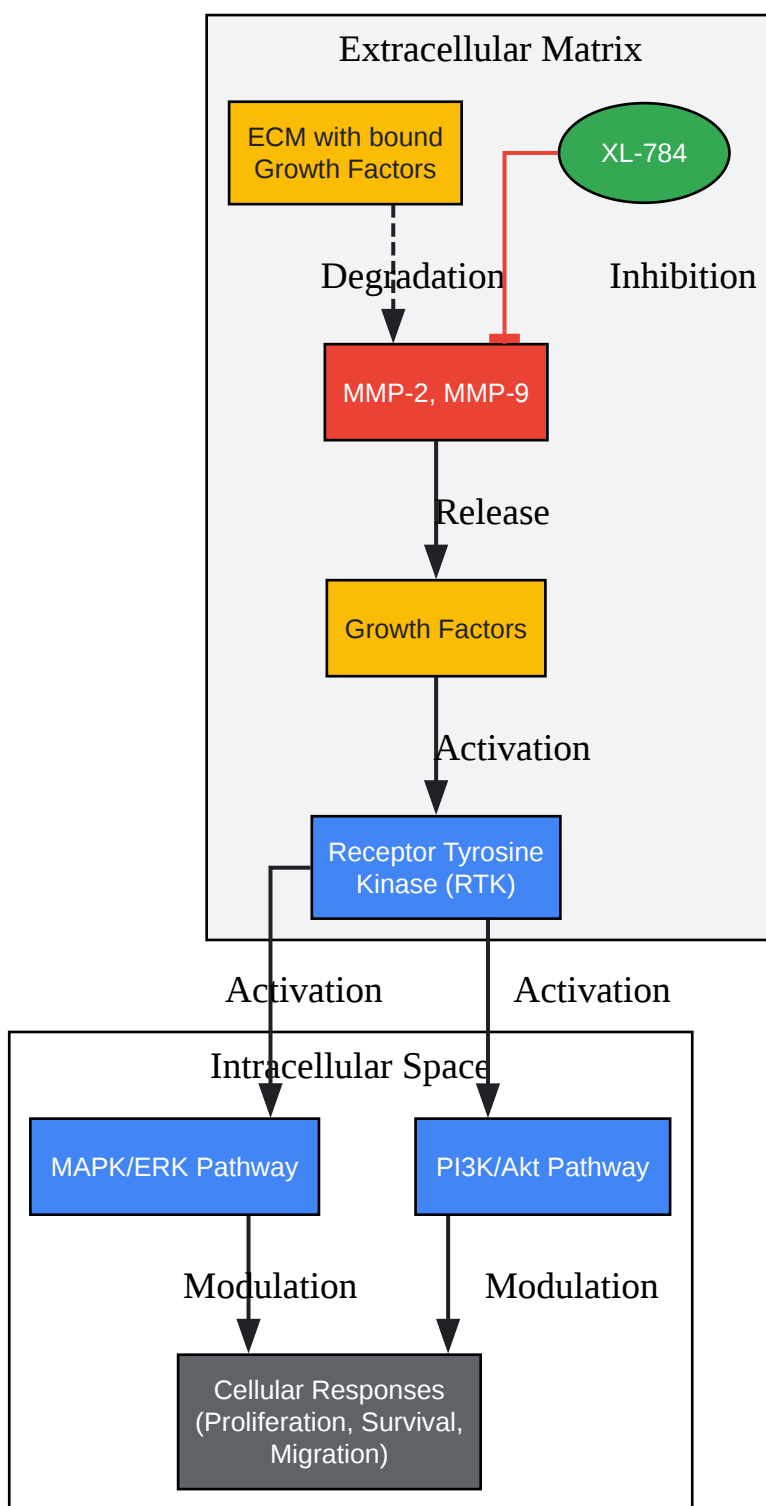 Extracellular Matrix
ECM with bound
Growth Factors
XL-784
Degradation
Inhibition
MMP-2, MMP-9
Release
Growth Factors
Activation
Receptor Tyrosine
Kinase (RTK)
Activation
Activation
Intracellular Space
MAPK/ERK Pathway
PI3K/Akt Pathway
Modulation
Modulation
Cellular Responses
(Proliferation, Survival,
Migration)